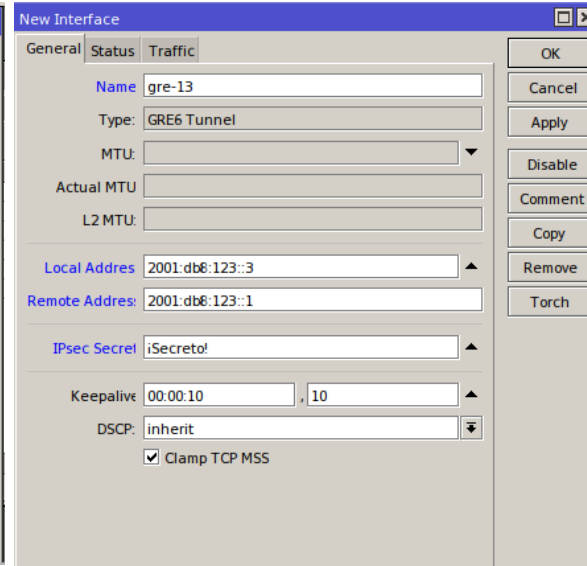 New Interface
General Status Traffic
Name gre-13
Type: GRE6 Tunnel
MTU:
Actual MTU
L2 MTU:
Local Addres 2001:db8:123::3
Remote Addres 2001:db8:123::1
IPsec Secret ¡Secreto!
Keepalive 00:00:10 , 10
DSCP: inherit
Clamp TCP MSS
OK
Cancel
Apply
Disable
Comment
Copy
Remove
Torch